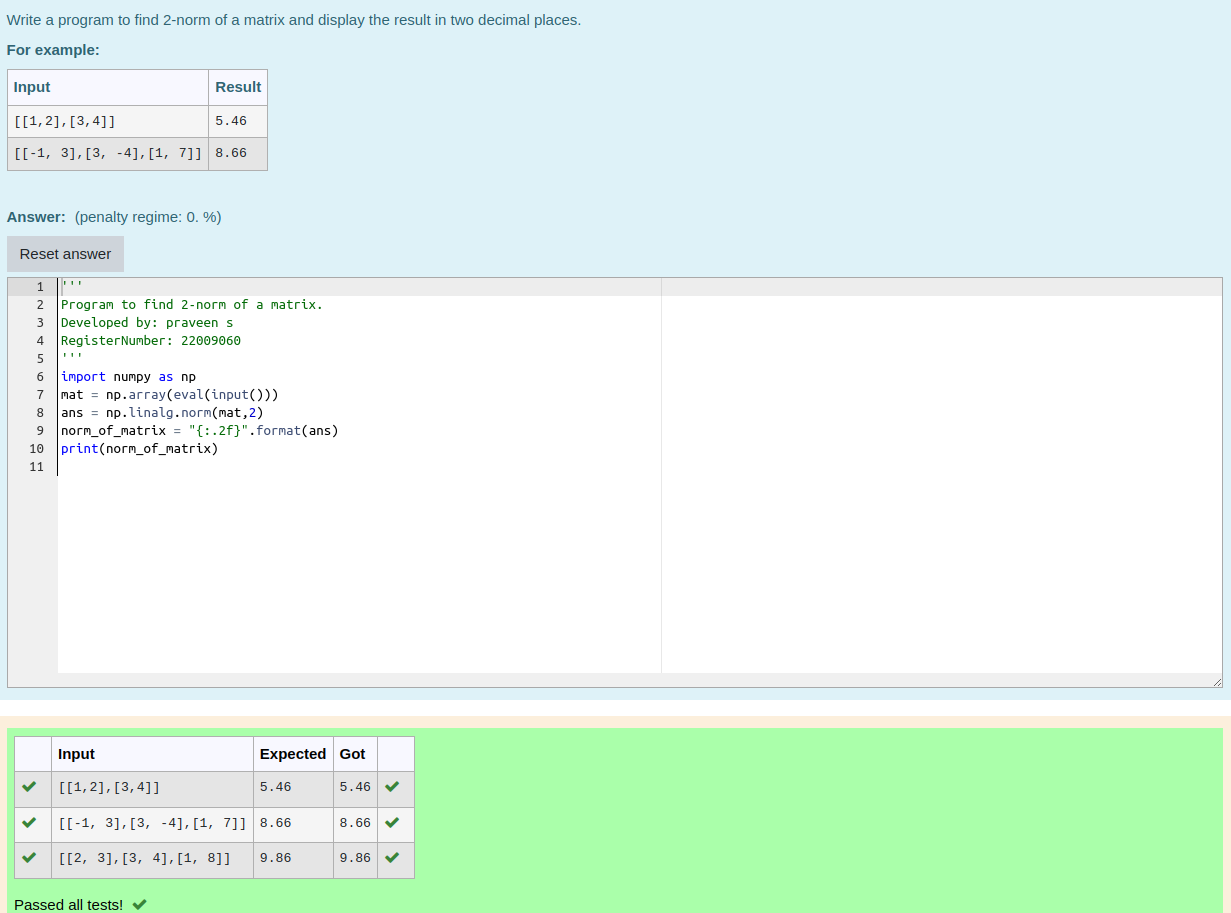 Write a program to find 2-norm of a matrix and display the result in two decimal places.
For example:
Input Result
[[1,2],[3,4]] 5.46
[[-1, 3],[3, -4],[1, 7]] 8.66
Answer: (penalty regime: 0. %)
Reset answer
1 '''
2 Program to find 2-norm of a matrix.
3 Developed by: praveen s
4 RegisterNumber: 22009060
5 '''
6 import numpy as np
7 mat = np.array(eval(input()))
8 ans = np.linalg.norm(mat,2)
9 norm_of_matrix = "{:.2f}".format(ans)
10 print(norm_of_matrix)
11
Input Expected Got
[[1,2],[3,4]] 5.46 5.46
[[-1, 3],[3, -4],[1, 7]] 8.66 8.66
[[2, 3],[3, 4],[1, 8]] 9.86 9.86
Passed all tests!